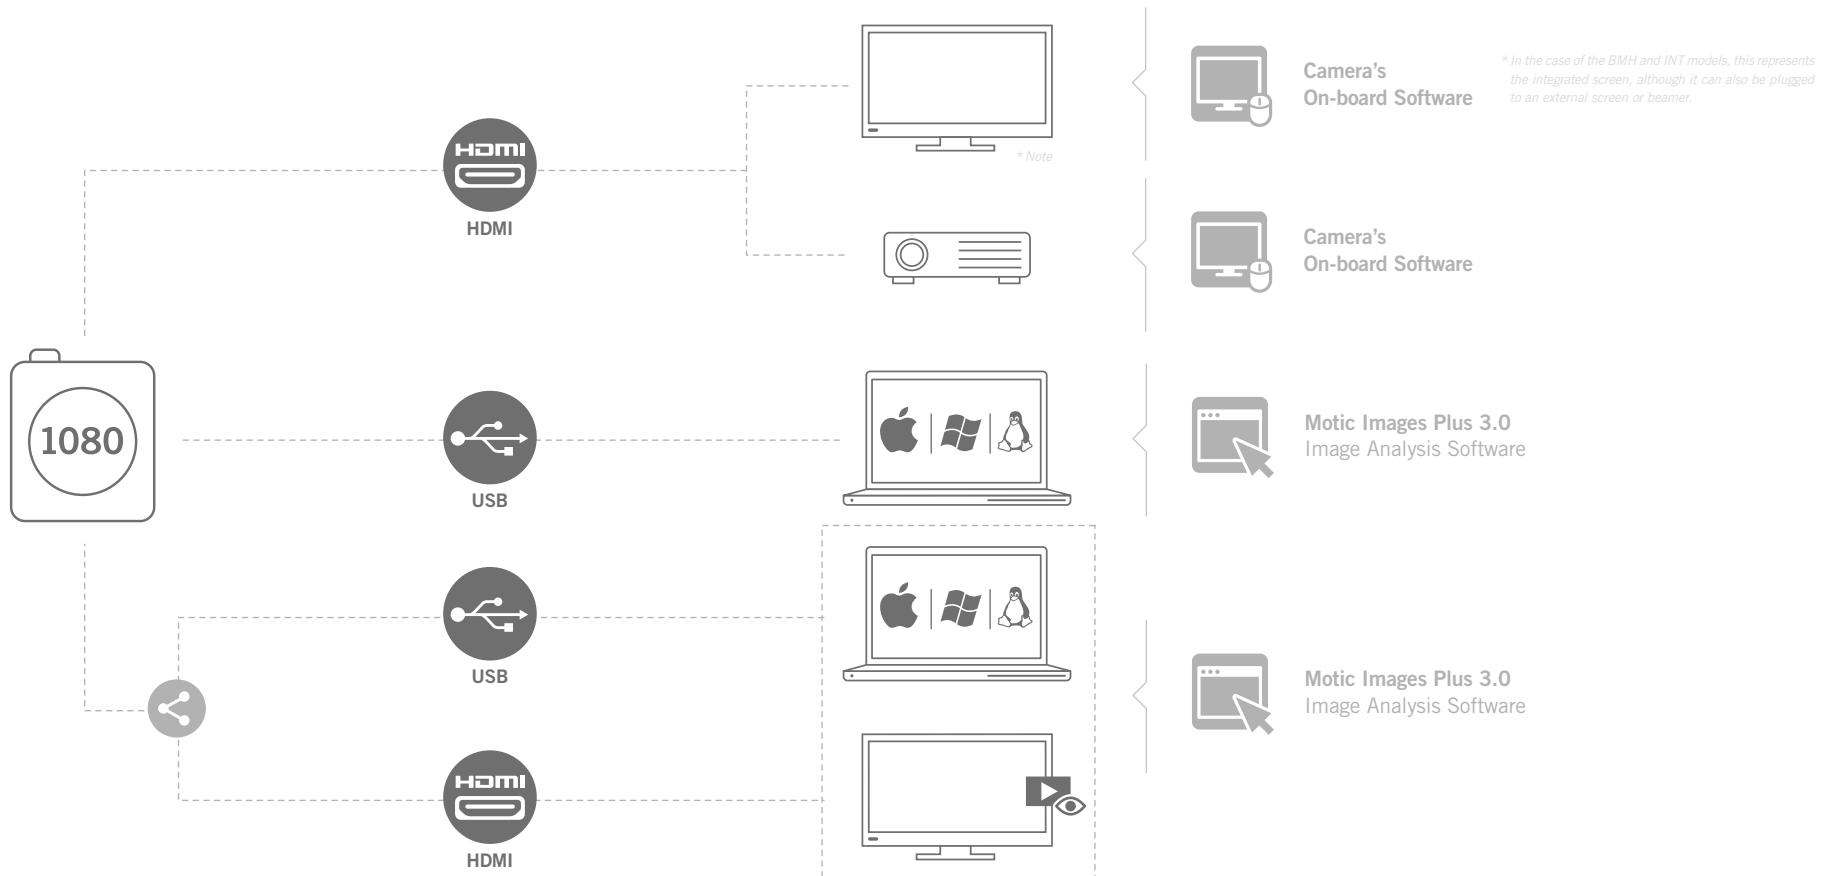 Camera's
On-board Software
* In the case of the BMH and INT models, this represents
the integrated screen, although it can also be plugged
to an external screen or beamer.
HDMI
* Note
HDMI
Camera's
On-board Software
1080
Motic Images Plus 3.0
Image Analysis Software
USB
USB
Motic Images Plus 3.0
Image Analysis Software
HDMI
HDMI